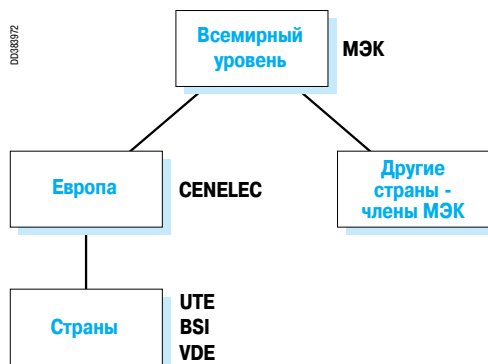 DD383972
Всемирный
уровень
МЭК
Европа
CENELEC
Другие
страны -
члены МЭК
Страны
UTE
BSI
VDE